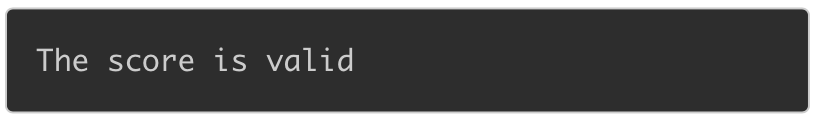 The score is valid